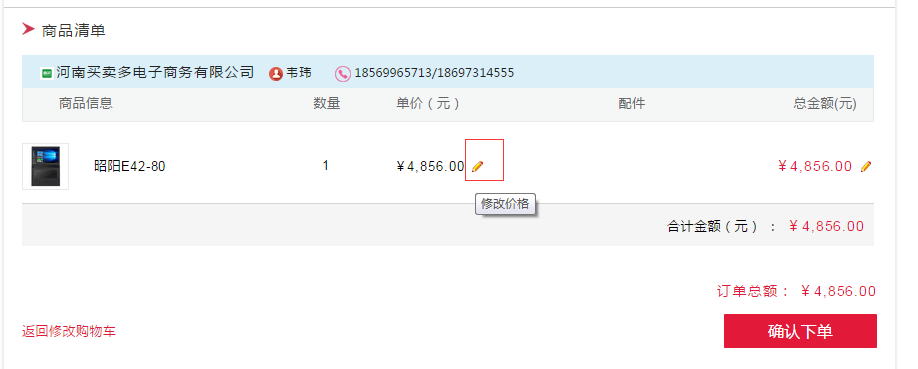 商品清单
河南买卖多电子商务有限公司 韦玮 18569965713/18697314555
商品信息 数量 单价（元） 配件 总金额(元)
昭阳E42-80 1 ￥4,856.00 ￥4,856.00
修改价格
合计金额（元）： ￥4,856.00
订单总额： ￥4,856.00
返回修改购物车 确认下单